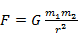 F = G m₁m₂ / r²